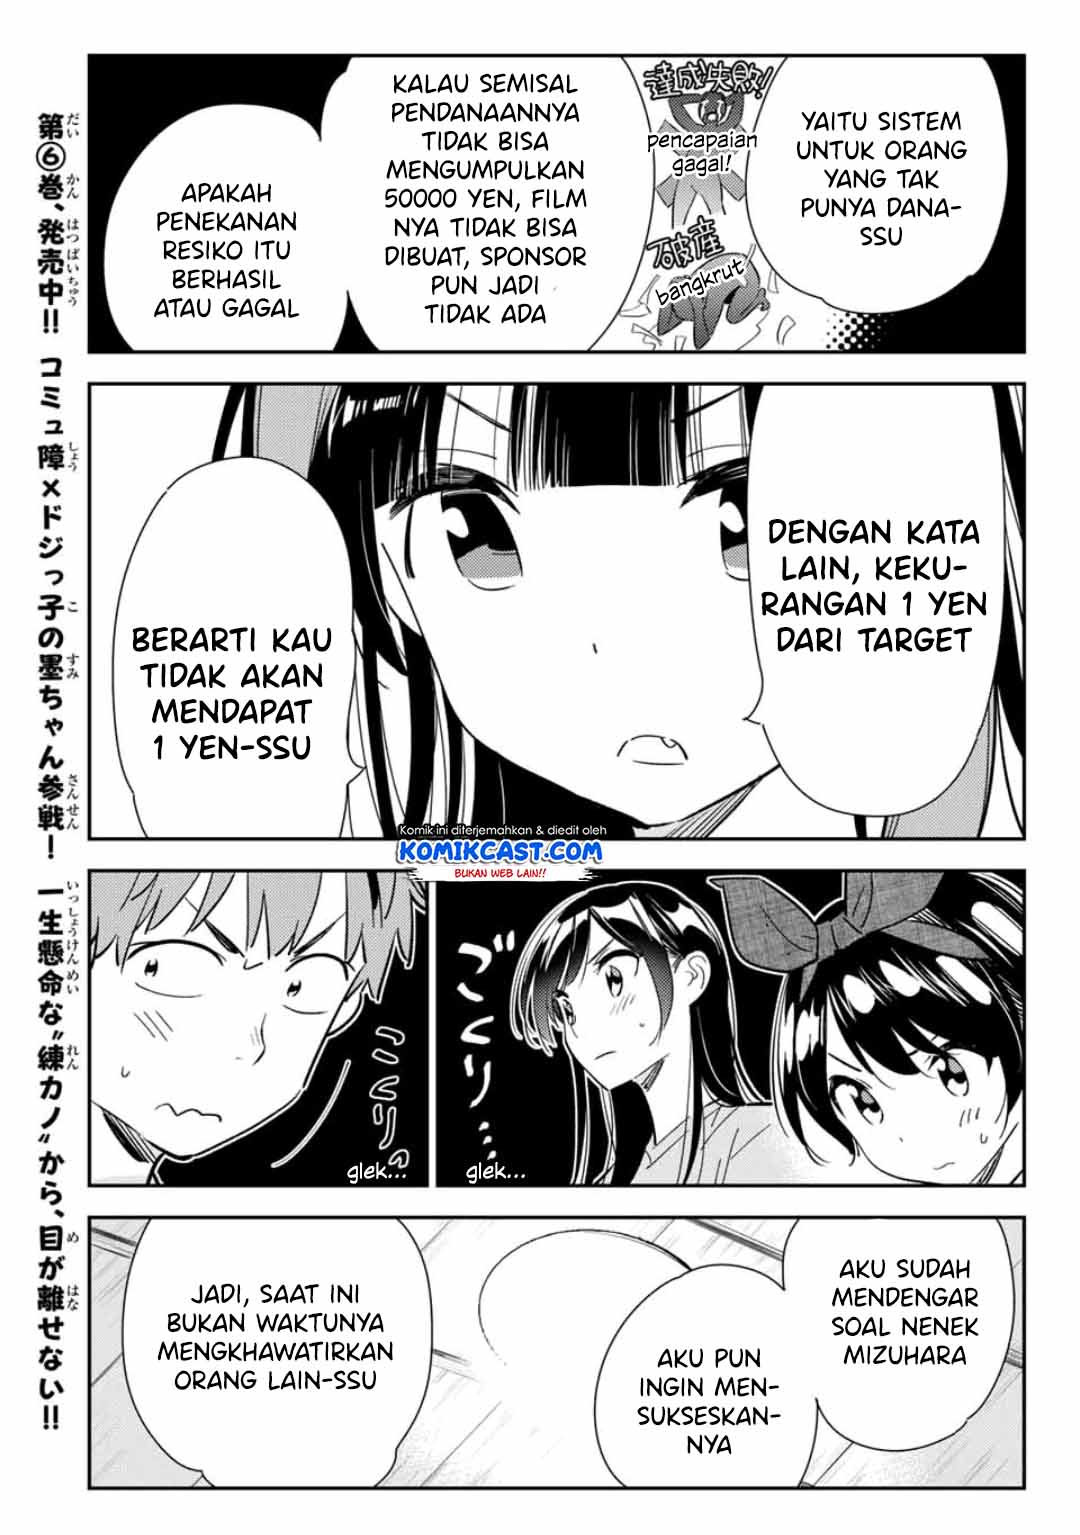 YAITU SISTEM
UNTUK ORANG
YANG TAK
PUNYA DANA-
SSU
達成失敗!
pencapaian
gagal!
破産
bangkrut
KALAU SEMISAL
PENDANAANNYA
TIDAK BISA
MENGUMPULKAN
50000 YEN, FILM
NYA TIDAK BISA
DIBUAT, SPONSOR
PUN JADI
TIDAK ADA
APAKAH
PENEKANAN
RESIKO ITU
BERHASIL
ATAU GAGAL
DENGAN KATA
LAIN, KEKU-
RANGAN 1 YEN
DARI TARGET
BERARTI KAU
TIDAK AKAN
MENDAPAT
1 YEN-SSU
Komik ini diterjemahkan & diedit oleh
KOMIKCAST.COM
BUKAN WEB LAIN!!
ごくり…
glek...
ごくりっ…
glek...
AKU SUDAH
MENDENGAR
SOAL NENEK
MIZUHARA
AKU PUN
INGIN MEN-
SUKSESKAN-
NYA
JADI, SAAT INI
BUKAN WAKTUNYA
MENGKHAWATIRKAN
ORANG LAIN-SSU
第⑥巻、発売中!! コミュ障×ドジっ子の墨ちゃん参戦! 一生懸命な〝練カノ〟から、目が離せない!!